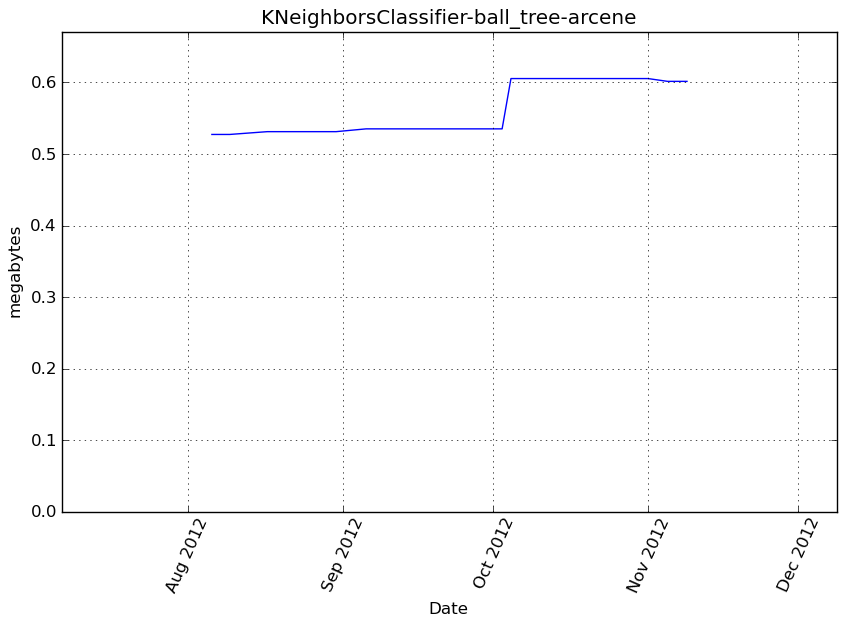 KNeighborsClassifier-ball_tree-arcene
megabytes
0.6
0.5
0.4
0.3
0.2
0.1
0.0
Aug 2012
Sep 2012
Oct 2012
Nov 2012
Dec 2012
Date